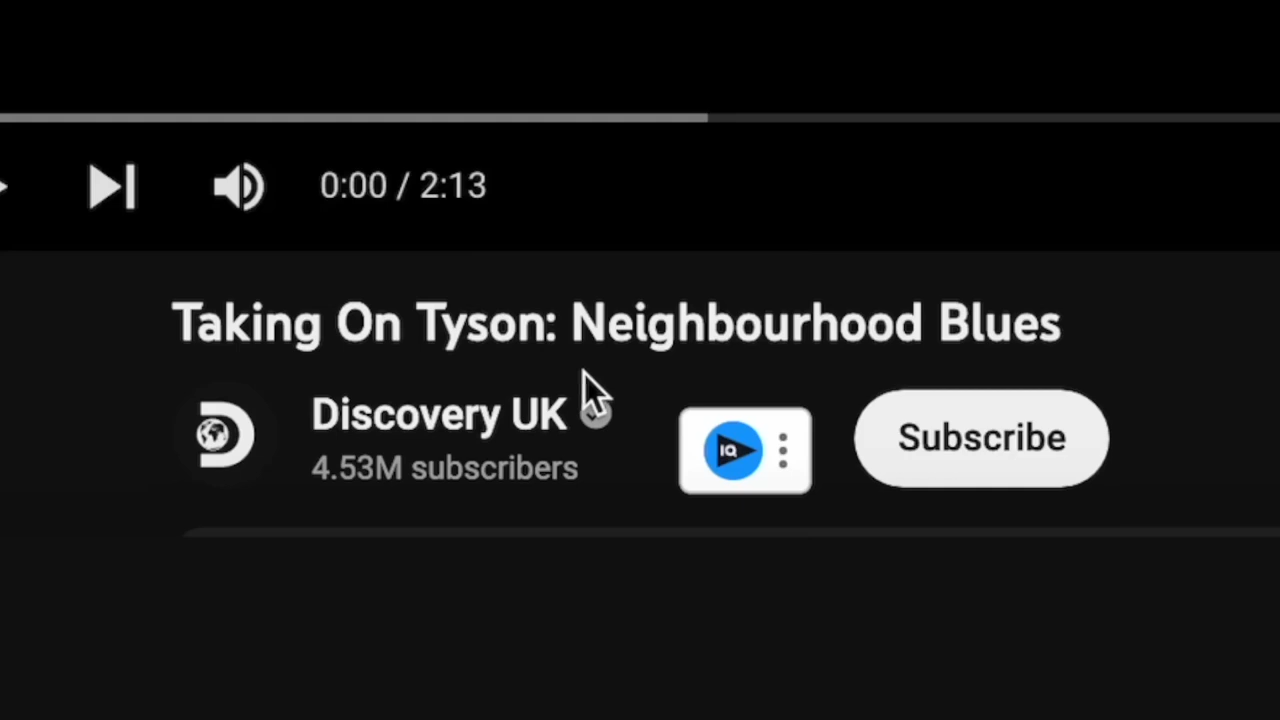 0:00 / 2:13
Taking On Tyson: Neighbourhood Blues
Discovery UK
4.53M subscribers
IQ
Subscribe